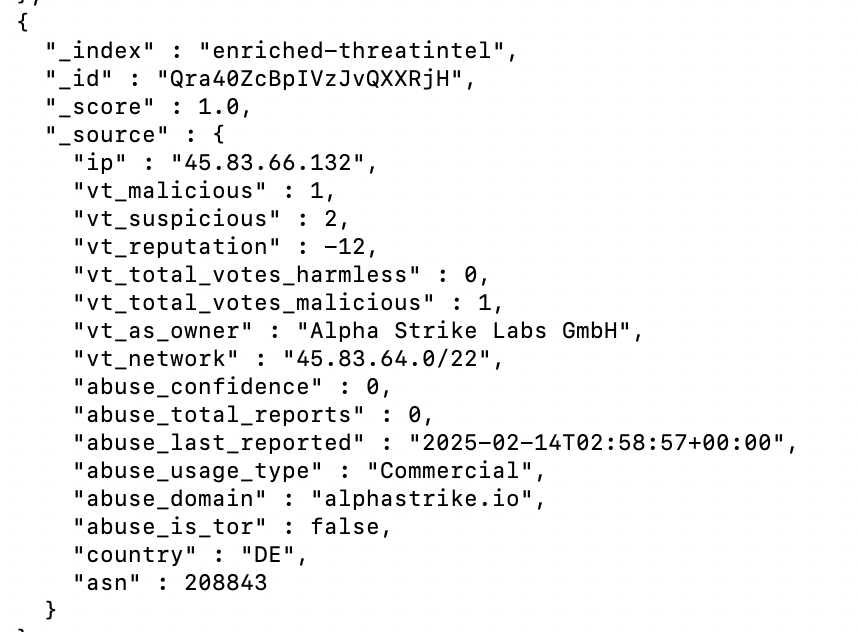 },
{
"_index" : "enriched-threatintel",
"_id" : "Qra40ZcBpIVzJvQXXRjH",
"_score" : 1.0,
"_source" : {
"ip" : "45.83.66.132",
"vt_malicious" : 1,
"vt_suspicious" : 2,
"vt_reputation" : -12,
"vt_total_votes_harmless" : 0,
"vt_total_votes_malicious" : 1,
"vt_as_owner" : "Alpha Strike Labs GmbH",
"vt_network" : "45.83.64.0/22",
"abuse_confidence" : 0,
"abuse_total_reports" : 0,
"abuse_last_reported" : "2025-02-14T02:58:57+00:00",
"abuse_usage_type" : "Commercial",
"abuse_domain" : "alphastrike.io",
"abuse_is_tor" : false,
"country" : "DE",
"asn" : 208843
}